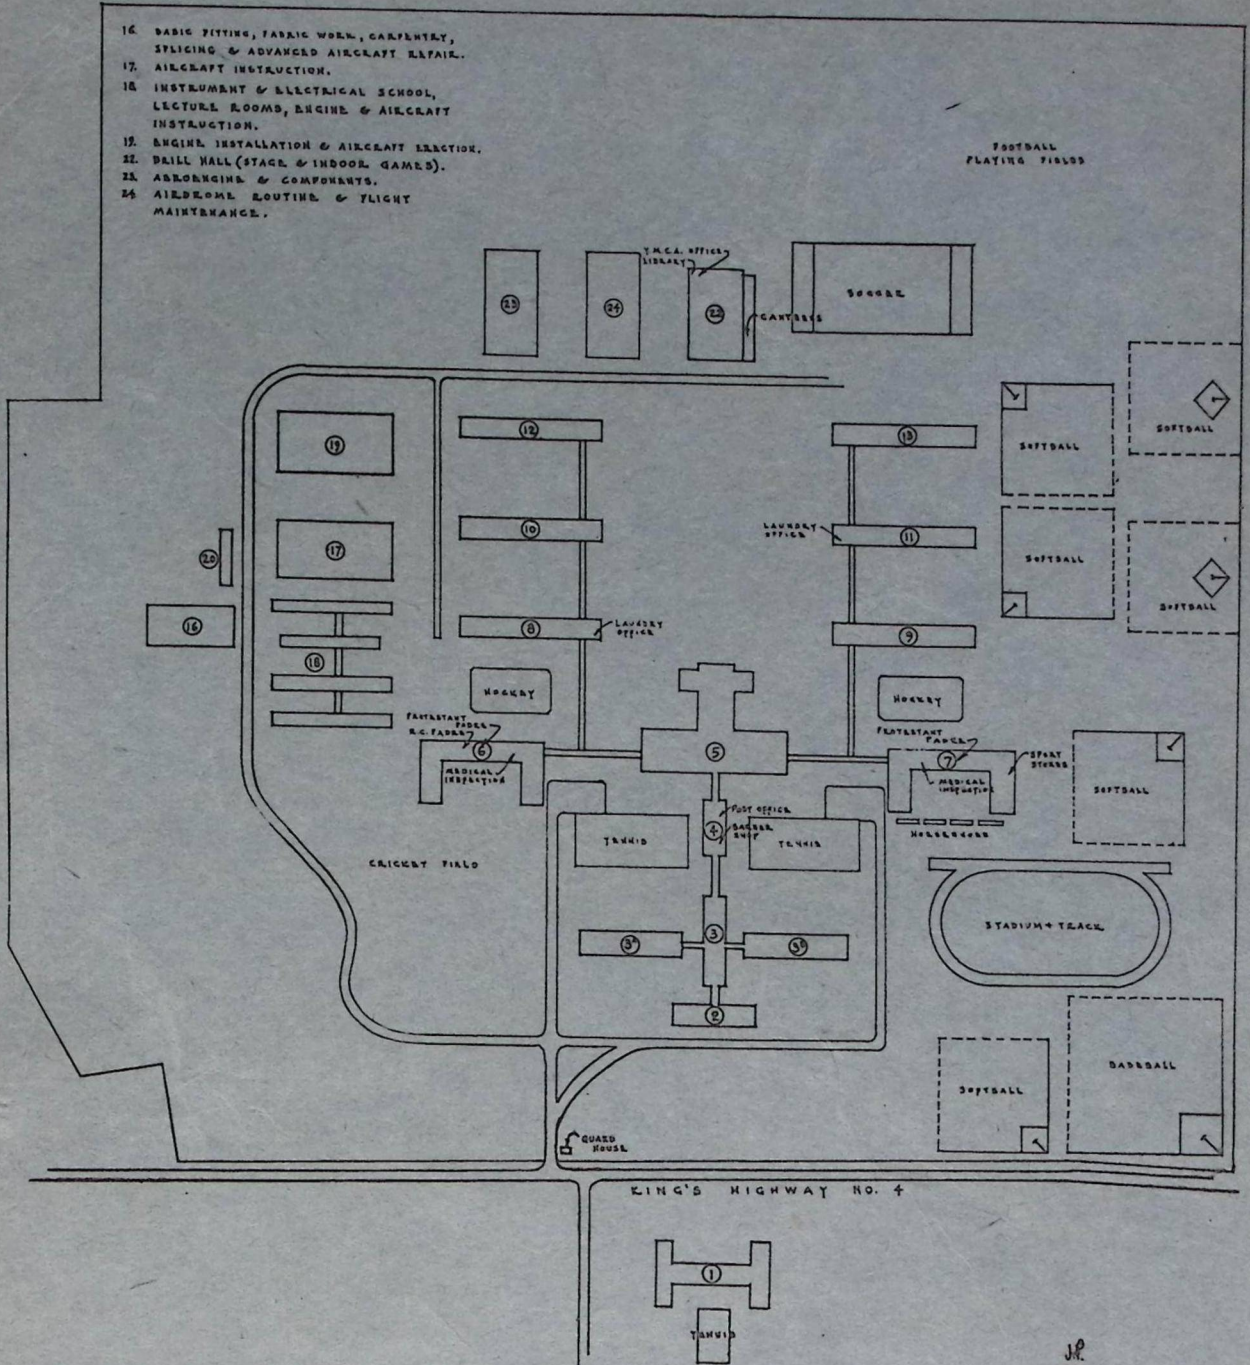 16. BASIC FITTING, FABRIC WORK, CARPENTRY,
SPLICING & ADVANCED AIRCRAFT REPAIR.
17. AIRCRAFT INSTRUCTION.
18. INSTRUMENT & ELECTRICAL SCHOOL,
LECTURE ROOMS, ENGINE & AIRCRAFT
INSTRUCTION.
19. ENGINE INSTALLATION & AIRCRAFT ERECTION.
22. DRILL HALL (STAGE & INDOOR GAMES).
23. AEROENGINE & COMPONENTS.
24. AIRDROME ROUTINE & FLIGHT
MAINTENANCE.
FOOTBALL
PLAYING FIELDS
Y.M.C.A. OFFICE
LIBRARY
23
24
22
CANTEENS
SOCCER
19
12
13
SOFTBALL
SOFTBALL
20
17
10
LAUNDRY
OFFICE
11
SOFTBALL
SOFTBALL
16
18
8
LAUNDRY
OFFICE
9
HOCKEY
HOCKEY
PROTESTANT
PADRE
R.C. PADRE
6
MEDICAL
INSPECTION
5
PROTESTANT
PADRE
7
MEDICAL
INSPECTION
SPORT
STORES
HORSESHOES
SOFTBALL
POST OFFICE
4
BARBER
SHOP
TENNIS
TENNIS
CRICKET FIELD
STADIUM + TRACK
3A
3
3B
2
SOFTBALL
BASEBALL
GUARD
HOUSE
KING'S HIGHWAY NO. 4
1
TENNIS
J.P.